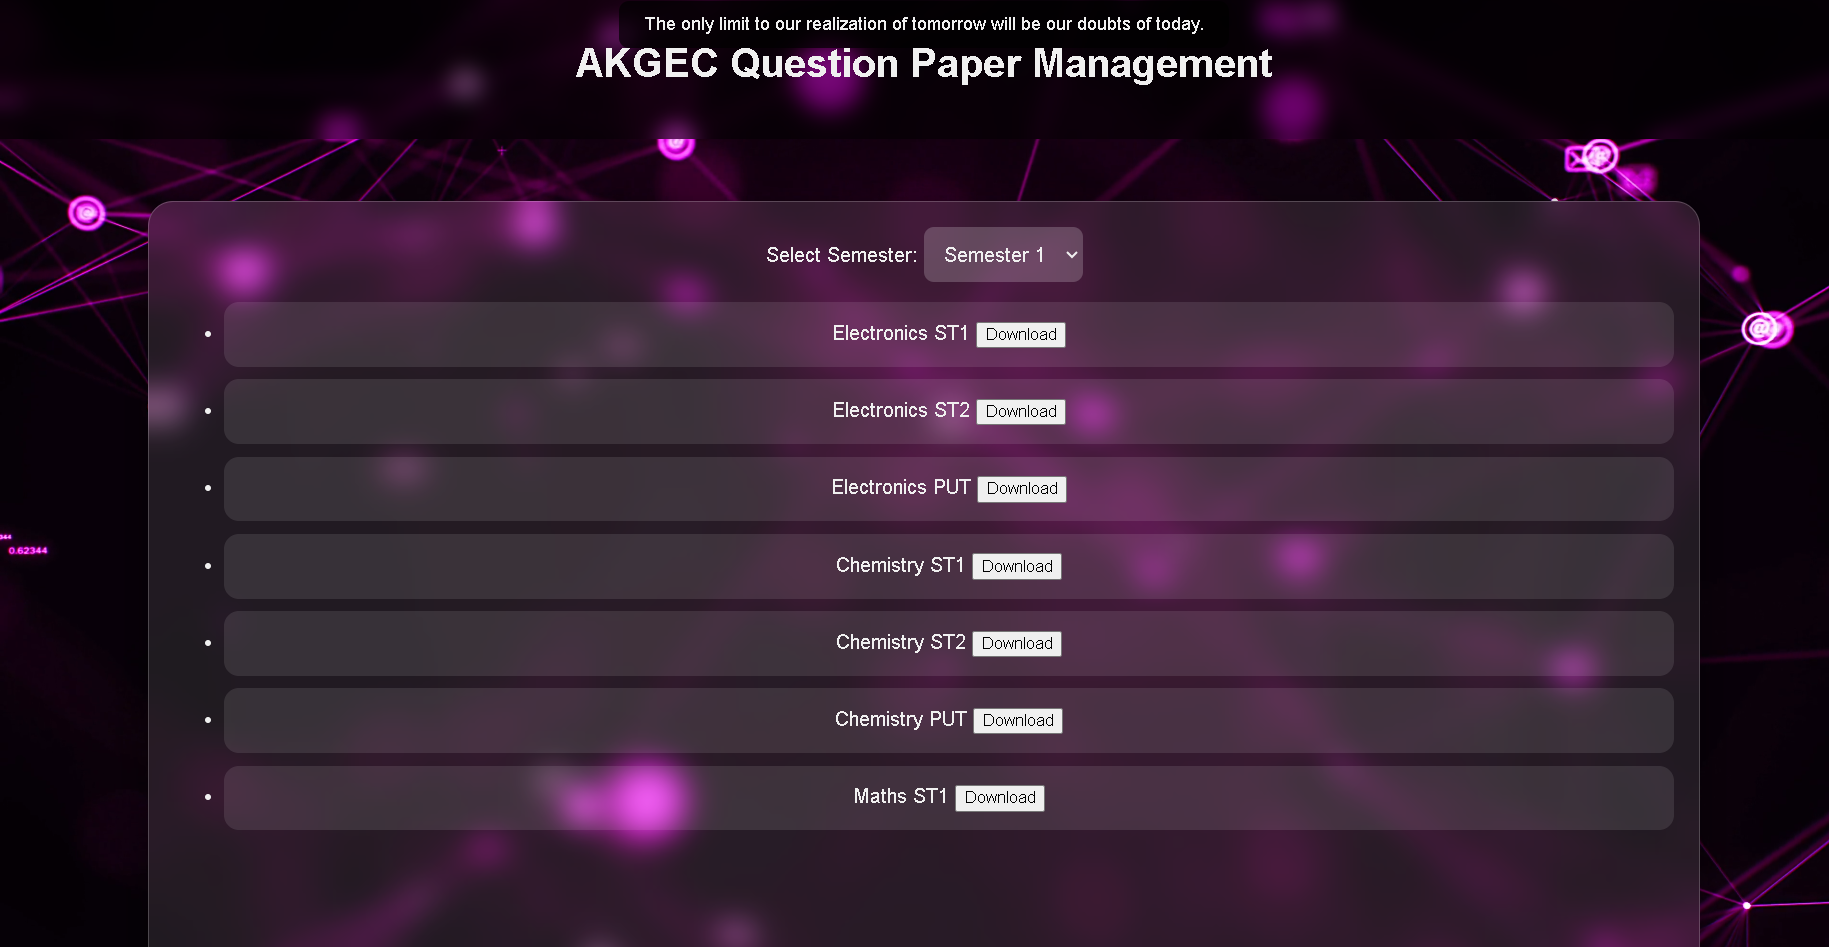 The only limit to our realization of tomorrow will be our doubts of today.
AKGEC Question Paper Management
Select Semester: Semester 1
Electronics ST1 Download
Electronics ST2 Download
Electronics PUT Download
0.62344
Chemistry ST1 Download
Chemistry ST2 Download
Chemistry PUT Download
Maths ST1 Download